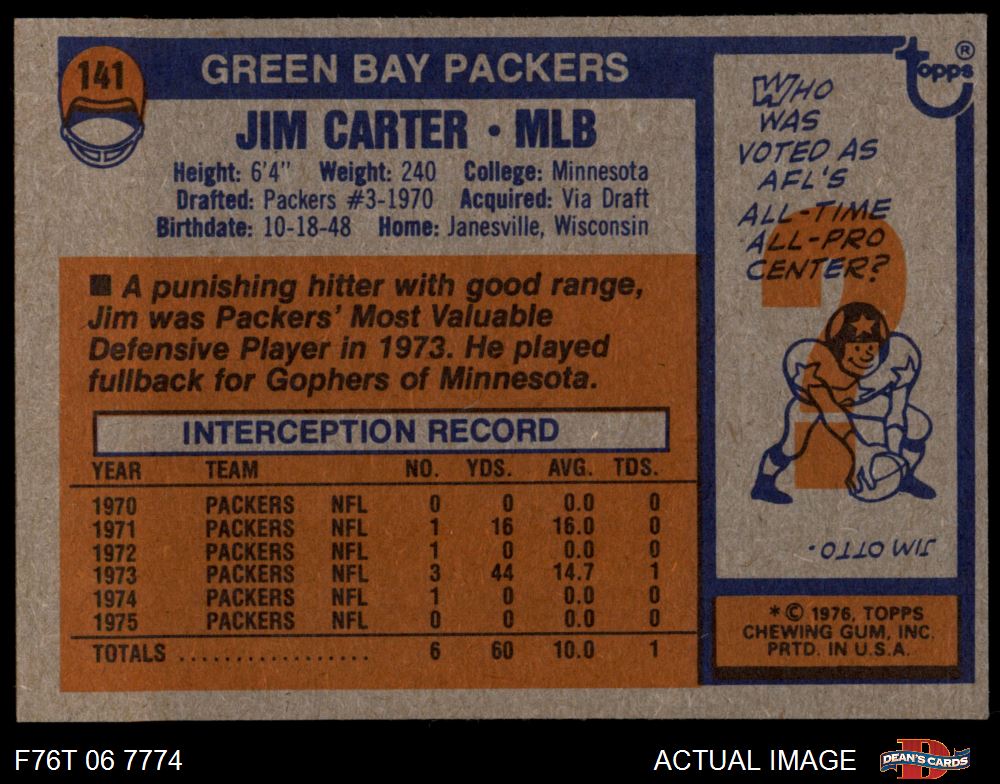 141
GREEN BAY PACKERS
JIM CARTER • MLB
Height: 6'4" Weight: 240 College: Minnesota
Drafted: Packers #3-1970 Acquired: Via Draft
Birthdate: 10-18-48 Home: Janesville, Wisconsin
■ A punishing hitter with good range,
Jim was Packers' Most Valuable
Defensive Player in 1973. He played
fullback for Gophers of Minnesota.
INTERCEPTION RECORD
YEAR TEAM NO. YDS. AVG. TDS.
1970 PACKERS NFL 0 0 0.0 0
1971 PACKERS NFL 1 16 16.0 0
1972 PACKERS NFL 1 0 0.0 0
1973 PACKERS NFL 3 44 14.7 1
1974 PACKERS NFL 1 0 0.0 0
1975 PACKERS NFL 0 0 0.0 0
TOTALS .................. 6 60 10.0 1
topps ®
WHO
WAS
VOTED AS
AFL'S
ALL-TIME
ALL-PRO
CENTER?
?
JIM OTTO.
* © 1976, TOPPS
CHEWING GUM, INC.
PRTD. IN U.S.A.
F76T 06 7774
ACTUAL IMAGE
DEAN'S CARDS